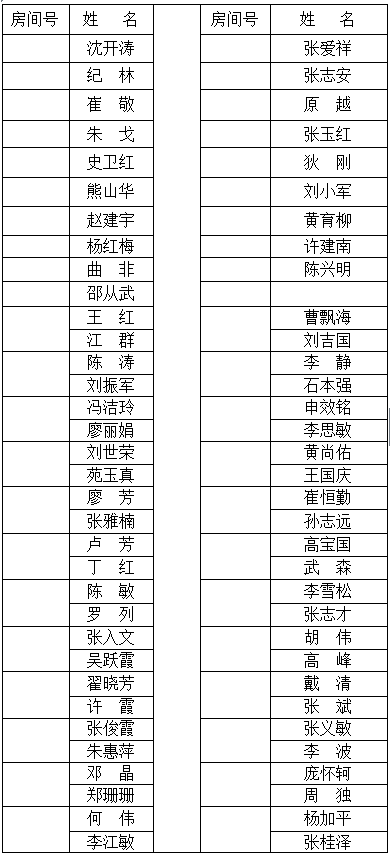 房间号 姓 名 房间号 姓 名
沈开涛 张爱祥
纪 林 张志安
崔 敬 原 越
朱 戈 张玉红
史卫红 狄 刚
熊山华 刘小军
赵建宇 黄育柳
杨红梅 许建南
曲 非 陈兴明
邵从武
王 红 曹飘海
江 群 刘吉国
陈 涛 李 静
刘振军 石本强
冯洁玲 申效铭
廖丽娟 李思敏
刘世荣 黄尚佑
苑玉真 王国庆
廖 芳 崔恒勤
张雅楠 孙志远
卢 芳 高宝国
丁 红 武 森
陈 敏 李雪松
罗 列 张志才
张入文 胡 伟
吴跃霞 高 峰
翟晓芳 戴 清
许 霞 张 斌
张俊霞 张义敏
朱惠萍 李 波
邓 晶 庞怀轲
郑珊珊 周 独
何 伟 杨加平
李江敏 张桂泽